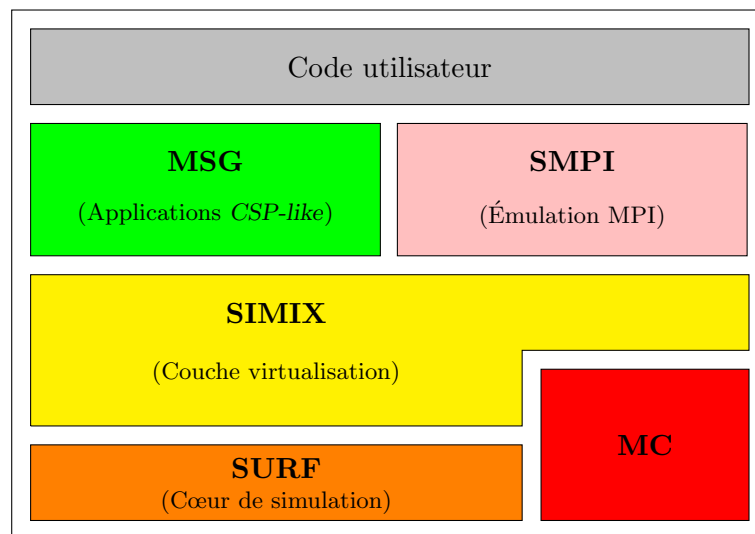 Code utilisateur
MSG
(Applications CSP-like)
SMPI
(Émulation MPI)
SIMIX
(Couche virtualisation)
MC
SURF
(Cœur de simulation)